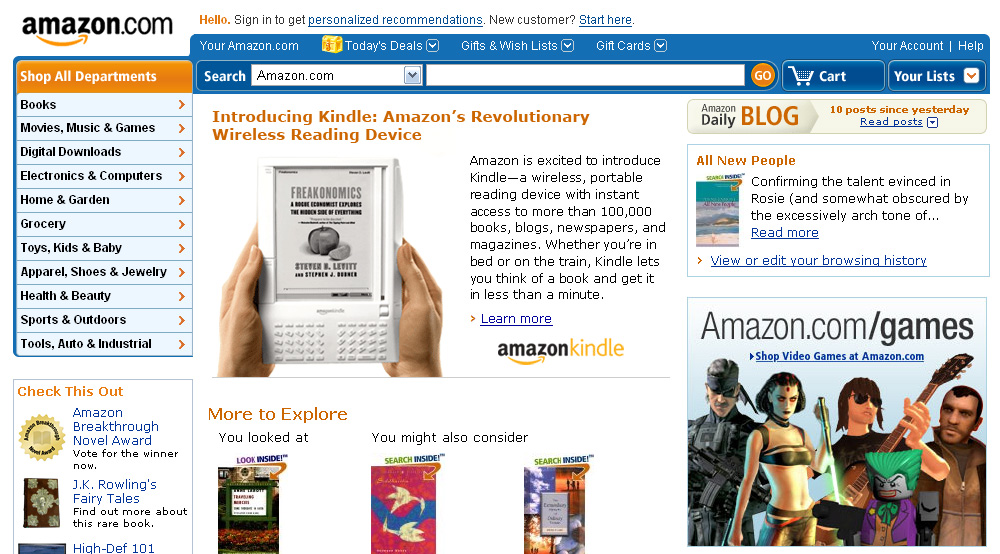 amazon.com
Hello. Sign in to get personalized recommendations. New customer? Start here.
Your Amazon.com
Today's Deals
Gifts & Wish Lists
Gift Cards
Your Account | Help
Shop All Departments
Search
Amazon.com
GO
Cart
Your Lists
Books
Movies, Music & Games
Digital Downloads
Electronics & Computers
Home & Garden
Grocery
Toys, Kids & Baby
Apparel, Shoes & Jewelry
Health & Beauty
Sports & Outdoors
Tools, Auto & Industrial
Check This Out
Amazon
Breakthrough
Novel Award
Vote for the winner
now.
J.K. Rowling's
Fairy Tales
Find out more about
this rare book.
High-Def 101
Introducing Kindle: Amazon's Revolutionary
Wireless Reading Device
FREAKONOMICS
A ROGUE ECONOMIST EXPLORES
THE HIDDEN SIDE OF EVERYTHING
STEVEN D. LEVITT
AND STEPHEN J. DUBNER
amazonkindle
Amazon is excited to introduce
Kindle—a wireless, portable
reading device with instant
access to more than 100,000
books, blogs, newspapers, and
magazines. Whether you're in
bed or on the train, Kindle lets
you think of a book and get it
in less than a minute.
Learn more
amazonkindle
More to Explore
You looked at
You might also consider
LOOK INSIDE!™
TRAVELING
MERCIES
SEARCH INSIDE!™
SEARCH INSIDE!™
Amazon
Daily BLOG
10 posts since yesterday
Read posts
All New People
SEARCH INSIDE!™
Confirming the talent evinced in
Rosie (and somewhat obscured by
the excessively arch tone of...
Read more
View or edit your browsing history
Amazon.com/games
Shop Video Games at Amazon.com